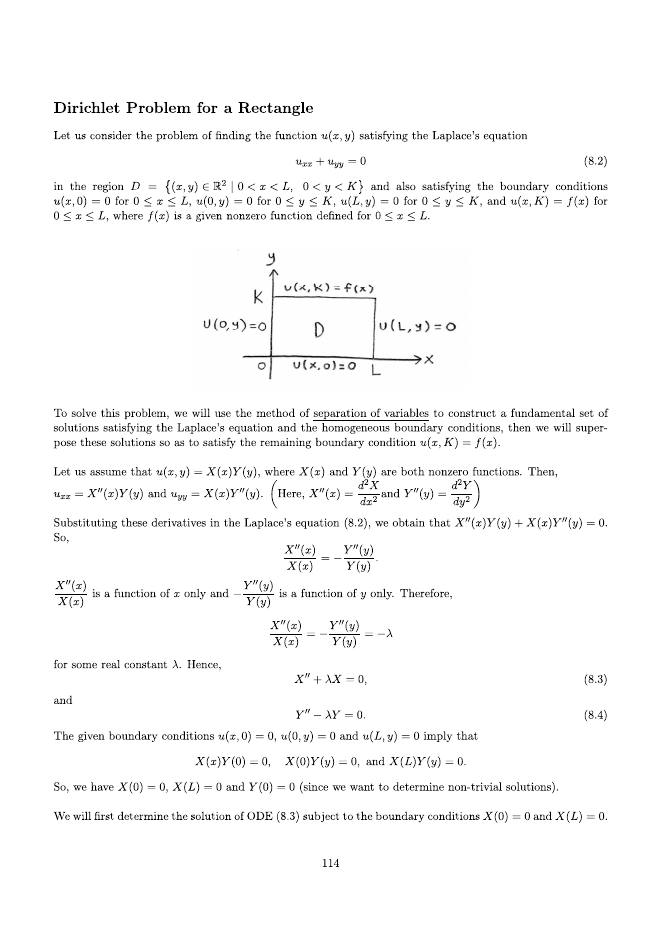 Dirichlet Problem for a Rectangle
Let us consider the problem of finding the function u(x, y) satisfying the Laplace's equation
u_xx + u_yy = 0 (8.2)
in the region D = {(x, y) ∈ ℝ² | 0 < x < L, 0 < y < K} and also satisfying the boundary conditions
u(x, 0) = 0 for 0 ≤ x ≤ L, u(0, y) = 0 for 0 ≤ y ≤ K, u(L, y) = 0 for 0 ≤ y ≤ K, and u(x, K) = f(x) for
0 ≤ x ≤ L, where f(x) is a given nonzero function defined for 0 ≤ x ≤ L.
y
K u(x,K) = f(x)
U(0,y)=0 D U(L,y)=0
0 U(x,0)=0 L x
To solve this problem, we will use the method of separation of variables to construct a fundamental set of
solutions satisfying the Laplace's equation and the homogeneous boundary conditions, then we will super-
pose these solutions so as to satisfy the remaining boundary condition u(x, K) = f(x).
Let us assume that u(x, y) = X(x)Y(y), where X(x) and Y(y) are both nonzero functions. Then,
u_xx = X″(x)Y(y) and u_yy = X(x)Y″(y). (Here, X″(x) = d²X/dx² and Y″(y) = d²Y/dy²)
Substituting these derivatives in the Laplace's equation (8.2), we obtain that X″(x)Y(y) + X(x)Y″(y) = 0.
So,
X″(x)/X(x) = −Y″(y)/Y(y).
X″(x)/X(x) is a function of x only and −Y″(y)/Y(y) is a function of y only. Therefore,
X″(x)/X(x) = −Y″(y)/Y(y) = −λ
for some real constant λ. Hence,
X″ + λX = 0, (8.3)
and
Y″ − λY = 0. (8.4)
The given boundary conditions u(x, 0) = 0, u(0, y) = 0 and u(L, y) = 0 imply that
X(x)Y(0) = 0, X(0)Y(y) = 0, and X(L)Y(y) = 0.
So, we have X(0) = 0, X(L) = 0 and Y(0) = 0 (since we want to determine non-trivial solutions).
We will first determine the solution of ODE (8.3) subject to the boundary conditions X(0) = 0 and X(L) = 0.
114